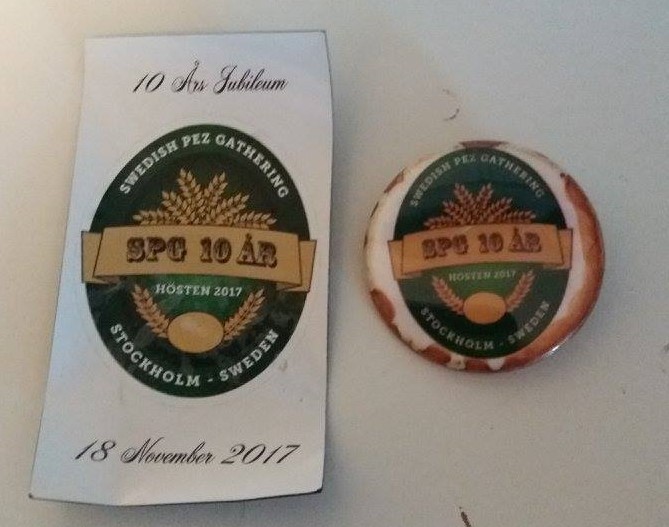 10 Års Jubileum
SWEDISH PEZ GATHERING
SPG 10 ÅR
HÖSTEN 2017
STOCKHOLM - SWEDEN
18 November 2017
SWEDISH PEZ GATHERING
SPG 10 ÅR
HÖSTEN 2017
STOCKHOLM - SWEDEN